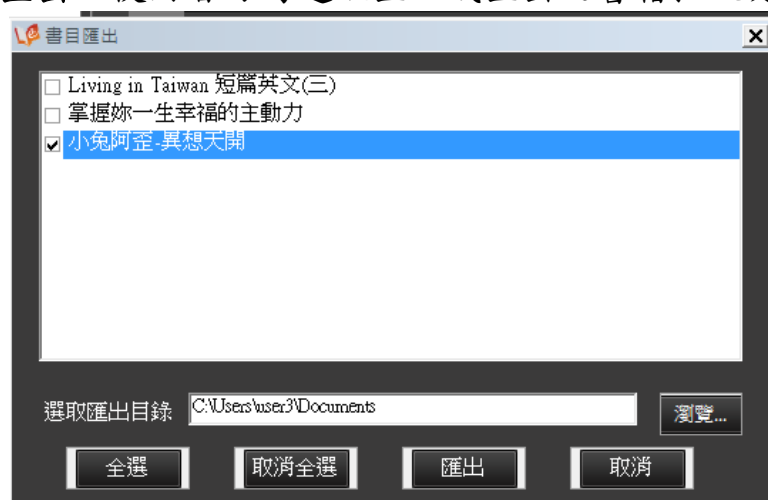 書目匯出
Living in Taiwan 短篇英文(三)
掌握妳一生幸福的主動力
小兔阿歪-異想天開
選取匯出目錄 C:\Users\user3\Documents 瀏覽...
全選 取消全選 匯出 取消